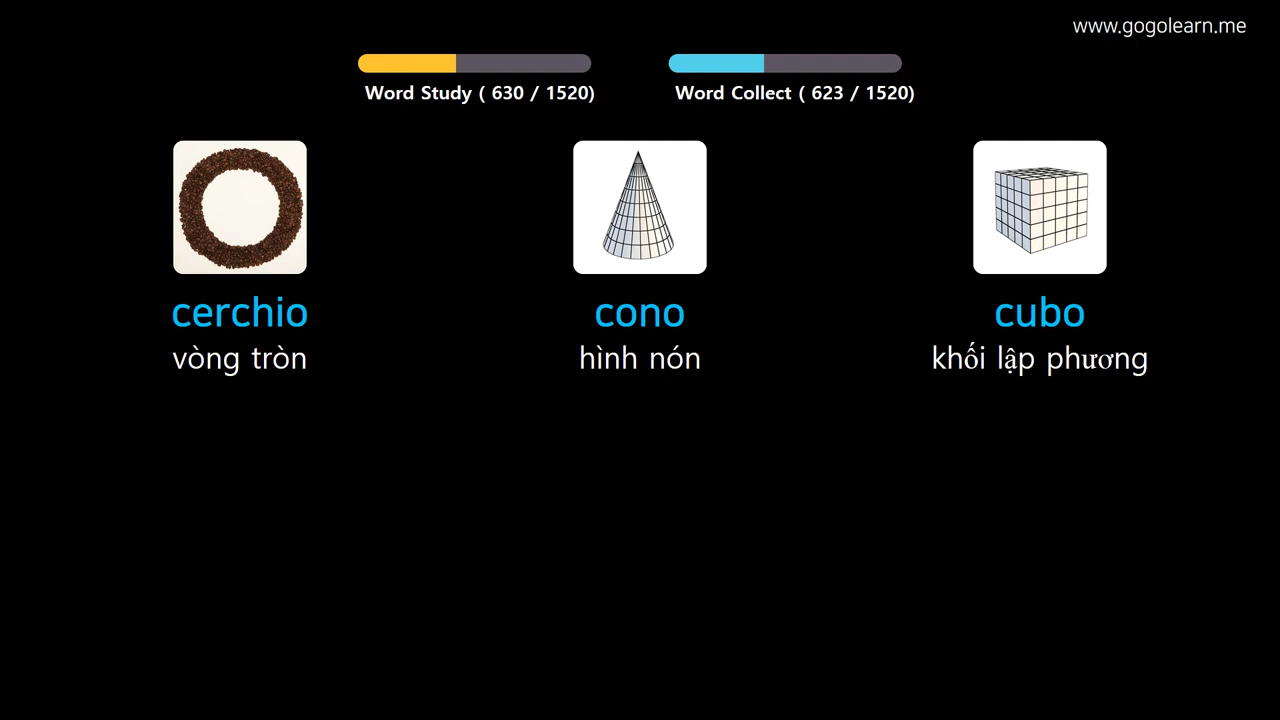 www.gogolearn.me
Word Study ( 630 / 1520)
Word Collect ( 623 / 1520)
cerchio
cono
cubo
vòng tròn
hình nón
khối lập phương